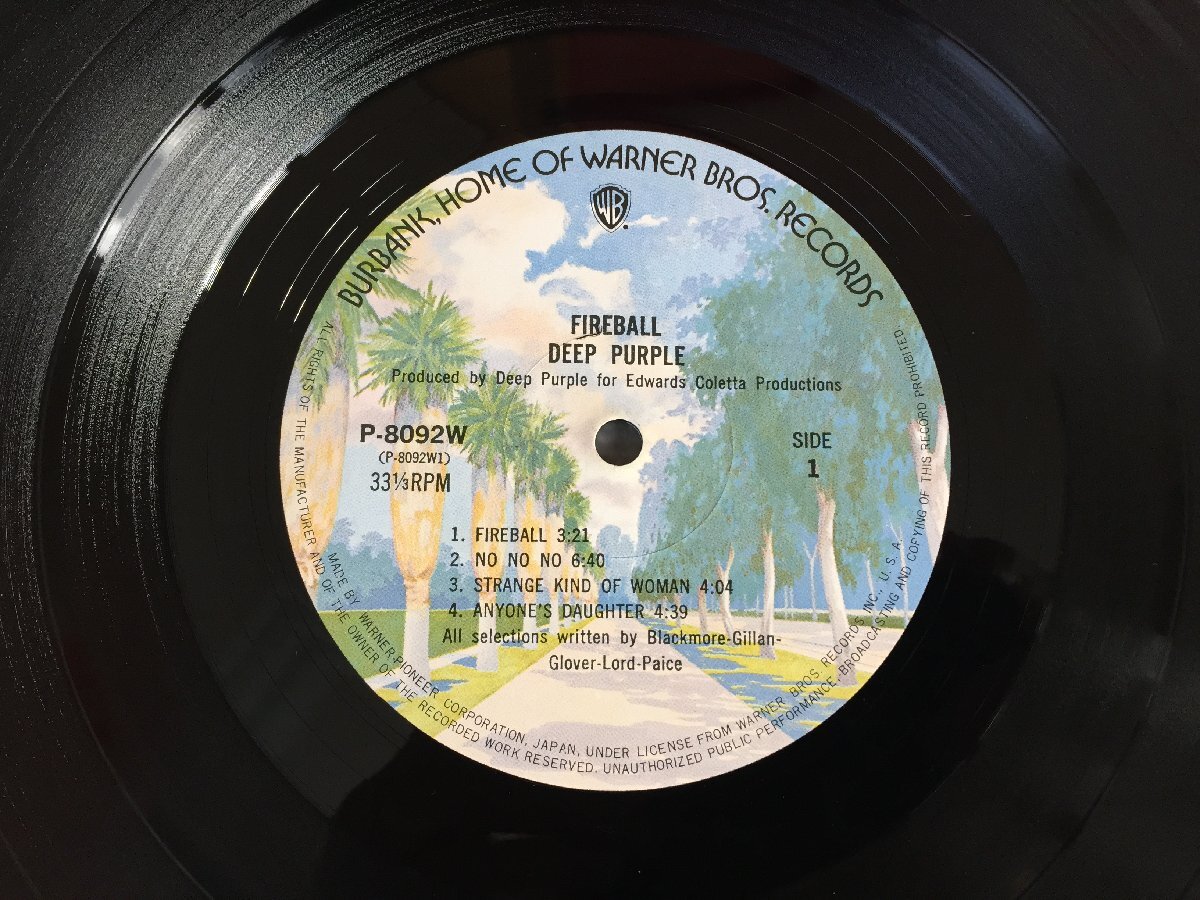 BURBANK, HOME OF WARNER BROS. RECORDS
WB
FIREBALL
DEEP PURPLE
Produced by Deep Purple for Edwards Coletta Productions
P-8092W
(P-8092W1)
33⅓RPM
SIDE
1
1. FIREBALL 3:21
2. NO NO NO 6:40
3. STRANGE KIND OF WOMAN 4:04
4. ANYONE'S DAUGHTER 4:39
All selections written by Blackmore-Gillan-
Glover-Lord-Paice
MADE BY WARNER-PIONEER CORPORATION, JAPAN, UNDER LICENSE FROM WARNER BROS. RECORDS INC., U. S. A.
ALL RIGHTS OF THE MANUFACTURER AND OF THE OWNER OF THE RECORDED WORK RESERVED. UNAUTHORIZED PUBLIC PERFORMANCE, BROADCASTING AND COPYING OF THIS RECORD PROHIBITED